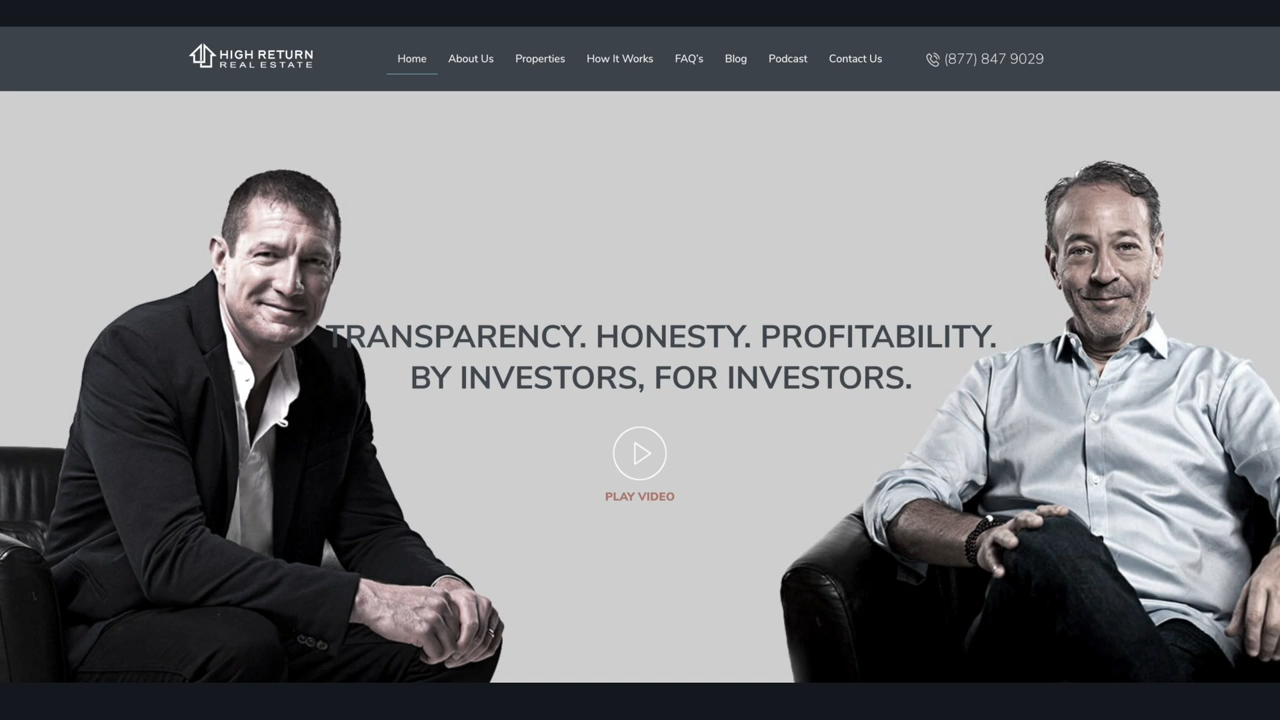 HIGH RETURN
REAL ESTATE
Home About Us Properties How It Works FAQ's Blog Podcast Contact Us (877) 847 9029
TRANSPARENCY. HONESTY. PROFITABILITY.
BY INVESTORS, FOR INVESTORS.
PLAY VIDEO